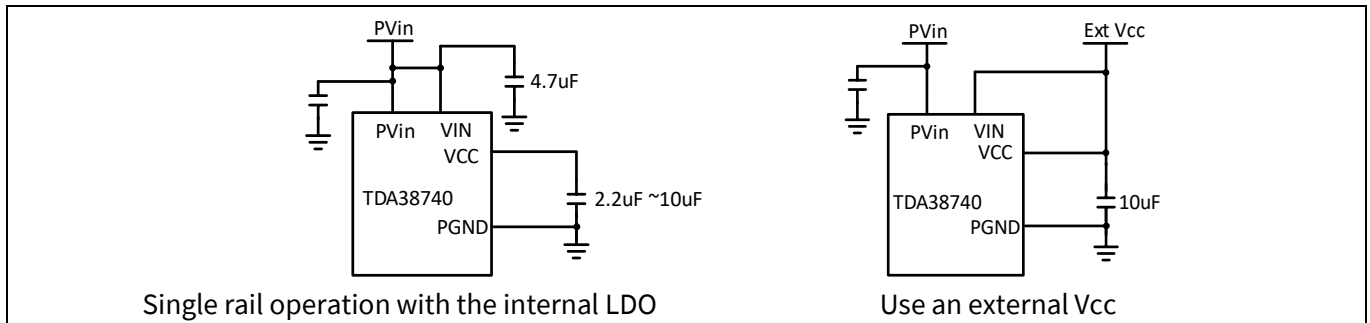 PVin
4.7uF
PVin VIN
VCC
TDA38740
2.2uF ~10uF
PGND
Single rail operation with the internal LDO
PVin
Ext Vcc
PVin VIN
VCC
TDA38740
10uF
PGND
Use an external Vcc